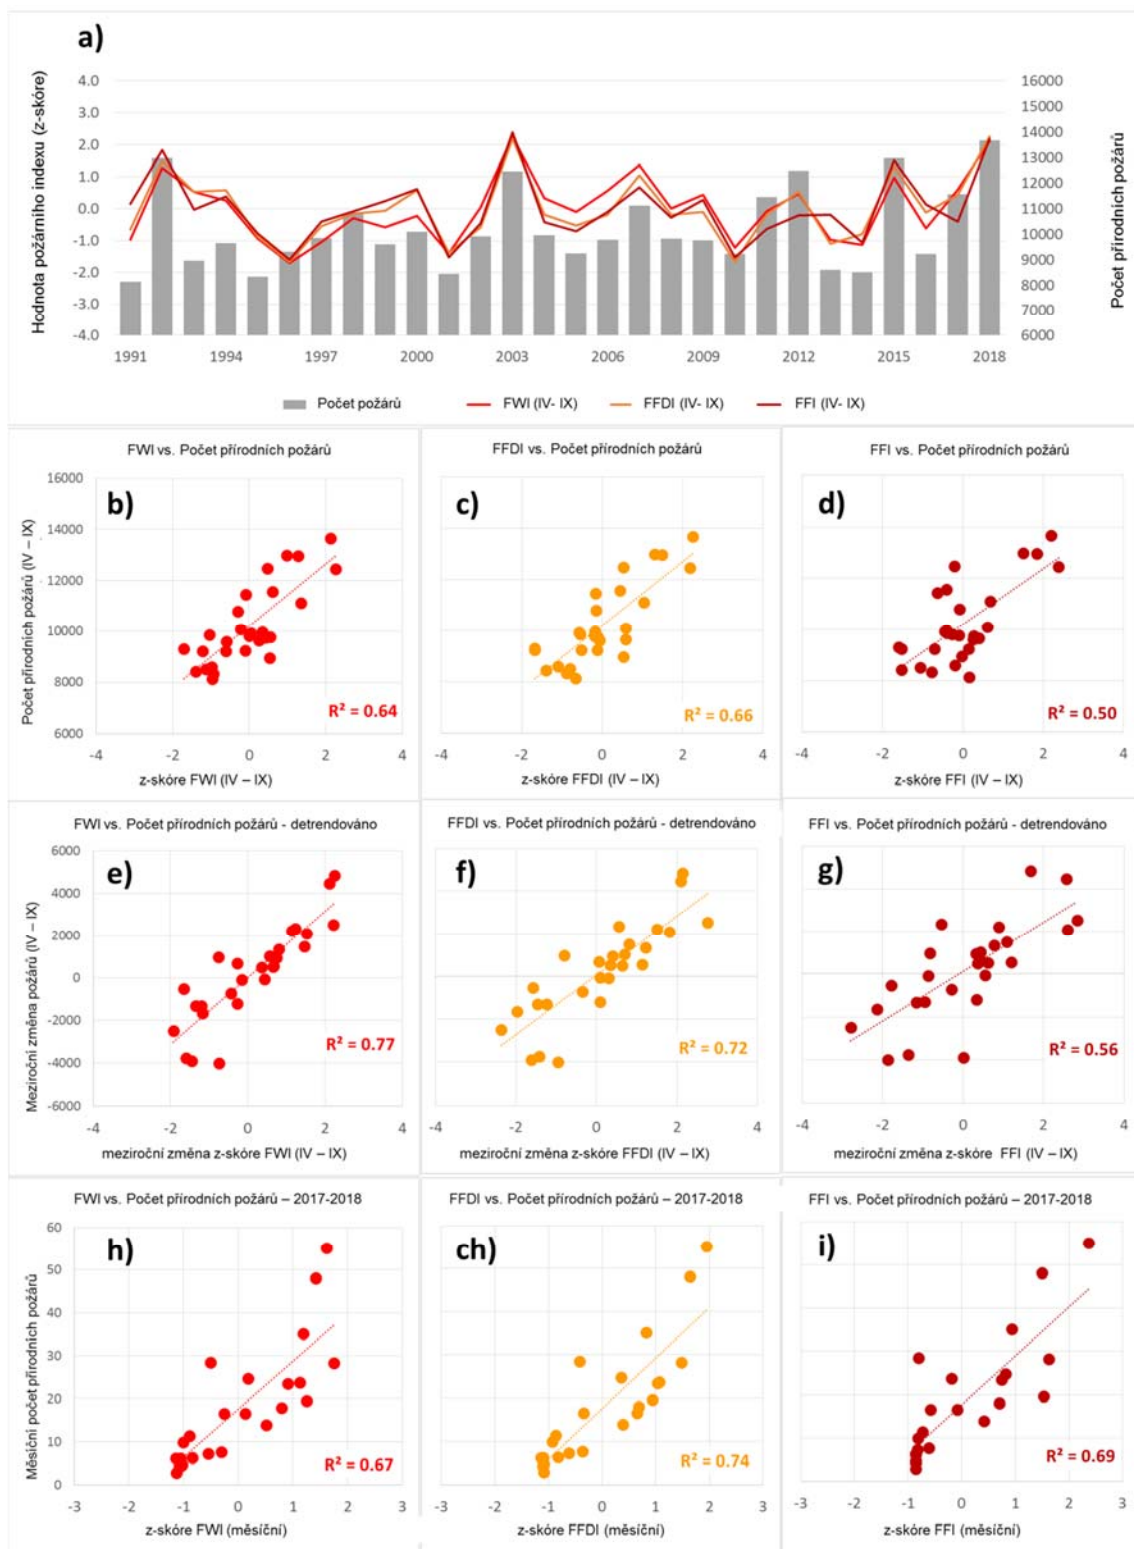 a)
Hodnota požárního indexu (z-skóre)
4.0
3.0
2.0
1.0
0.0
-1.0
-2.0
-3.0
-4.0
16000
15000
14000
13000
12000
11000
10000
9000
8000
7000
6000
Počet přírodních požárů
1991 1994 1997 2000 2003 2006 2009 2012 2015 2018
Počet požárů FWI (IV- IX) FFDI (IV- IX) FFI (IV- IX)
FWI vs. Počet přírodních požárů
b)
Počet přírodních požárů (IV – IX)
16000
14000
12000
10000
8000
6000
R² = 0.64
-4 -2 0 2 4
z-skóre FWI (IV – IX)
FFDI vs. Počet přírodních požárů
c)
R² = 0.66
-4 -2 0 2 4
z-skóre FFDI (IV – IX)
FFI vs. Počet přírodních požárů
d)
R² = 0.50
-4 -2 0 2 4
z-skóre FFI (IV – IX)
FWI vs. Počet přírodních požárů - detrendováno
e)
Meziroční změna požárů (IV – IX)
6000
4000
2000
0
-2000
-4000
-6000
R² = 0.77
-4 -2 0 2 4
meziroční změna z-skóre FWI (IV – IX)
FFDI vs. Počet přírodních požárů - detrendováno
f)
R² = 0.72
-4 -2 0 2 4
meziroční změna z-skóre FFDI (IV – IX)
FFI vs. Počet přírodních požárů - detrendováno
g)
R² = 0.56
-4 -2 0 2 4
meziroční změna z-skóre FFI (IV – IX)
FWI vs. Počet přírodních požárů – 2017-2018
h)
Měsíční počet přírodních požárů
60
50
40
30
20
10
0
R² = 0.67
-3 -2 -1 0 1 2 3
z-skóre FWI (měsíční)
FFDI vs. Počet přírodních požárů – 2017-2018
ch)
R² = 0.74
-3 -2 -1 0 1 2 3
z-skóre FFDI (měsíční)
FFI vs. Počet přírodních požárů – 2017-2018
i)
R² = 0.69
-3 -2 -1 0 1 2 3
z-skóre FFI (měsíční)